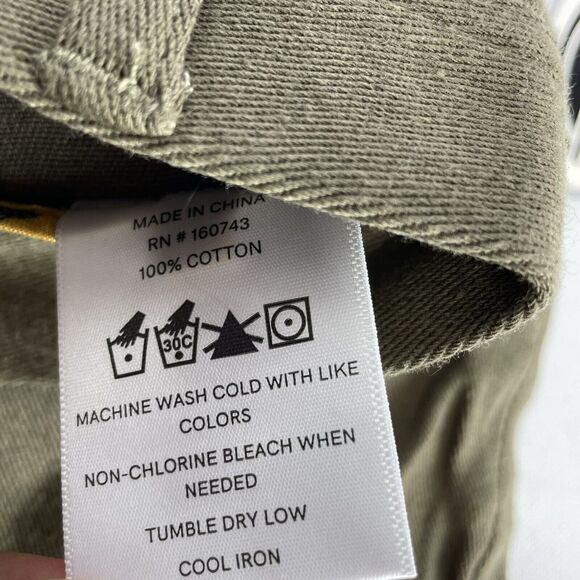 MADE IN CHINA
RN # 160743
100% COTTON
30C
MACHINE WASH COLD WITH LIKE
COLORS
NON-CHLORINE BLEACH WHEN
NEEDED
TUMBLE DRY LOW
COOL IRON